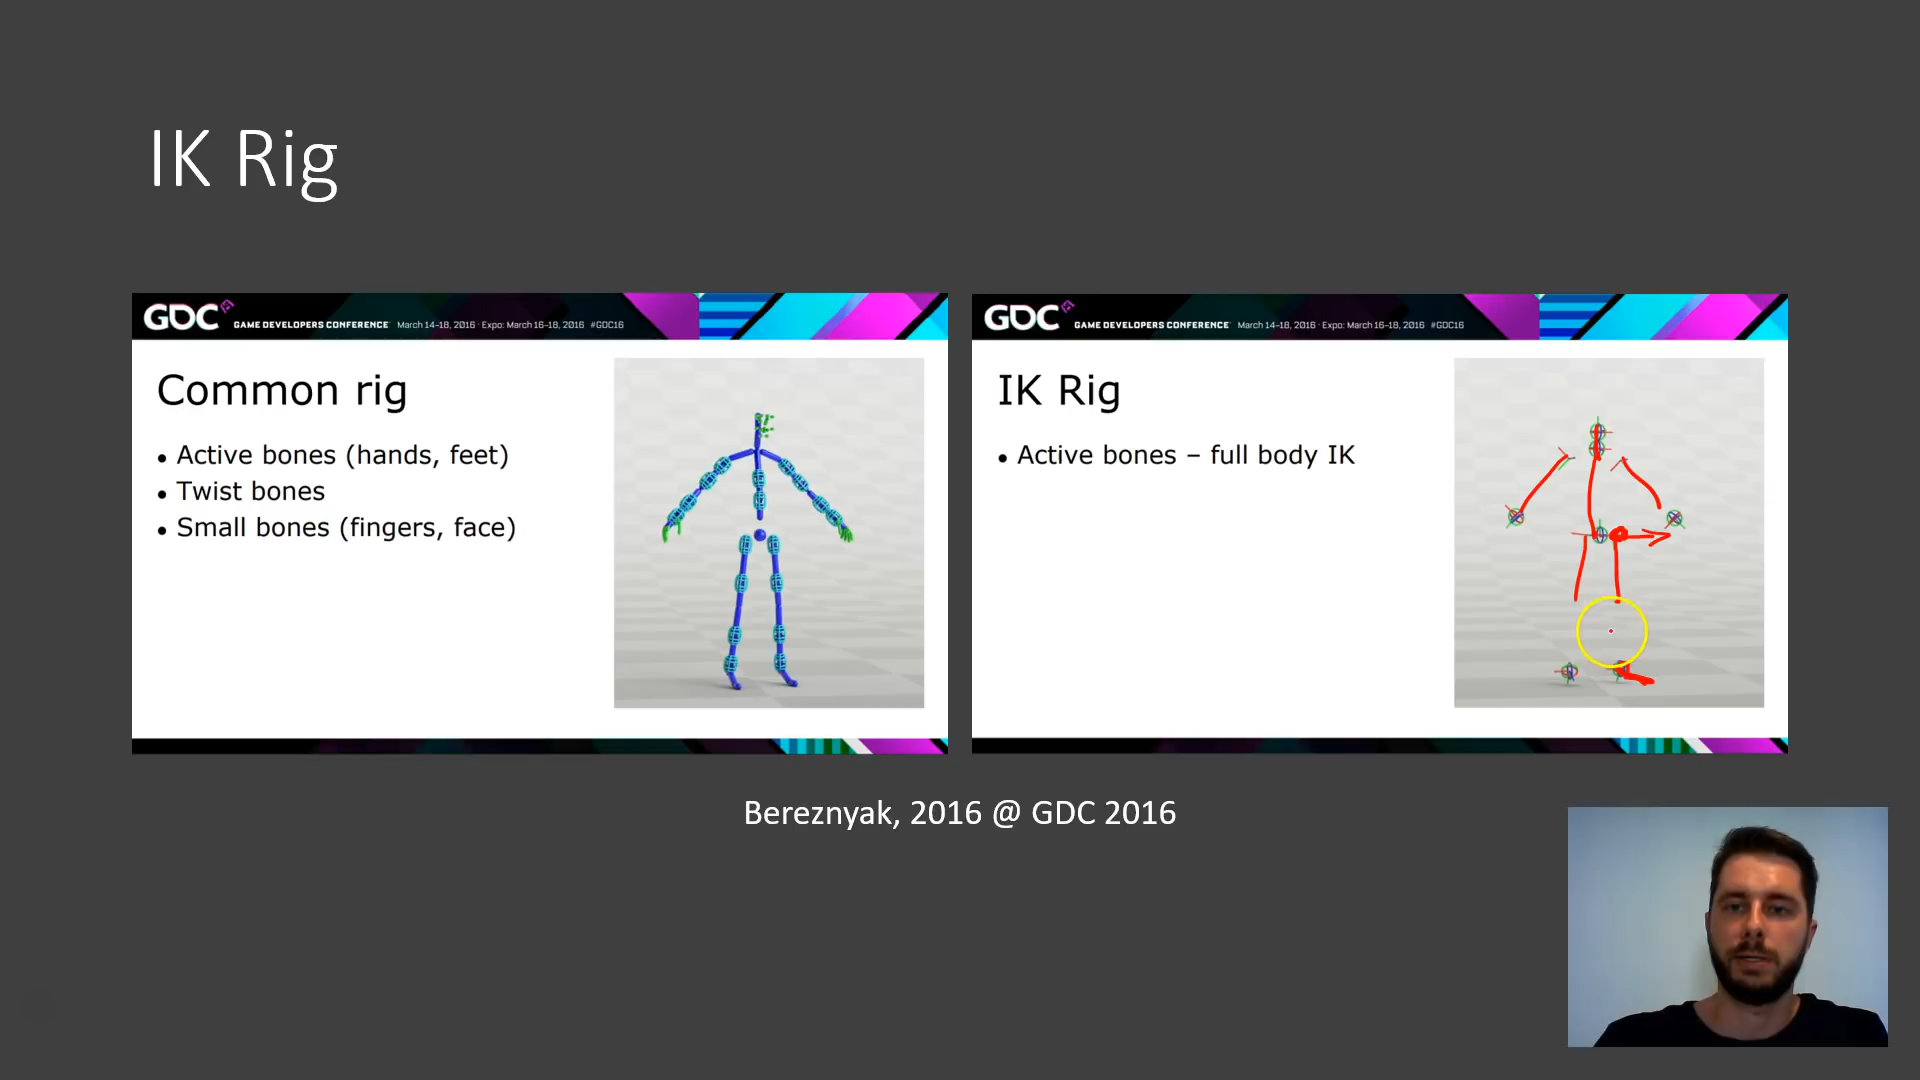 IK Rig
GDC
GAME DEVELOPERS CONFERENCE March 14-18, 2016 · Expo: March 16-18, 2016 #GDC16
Common rig
• Active bones (hands, feet)
• Twist bones
• Small bones (fingers, face)
GDC
GAME DEVELOPERS CONFERENCE March 14-18, 2016 · Expo: March 16-18, 2016 #GDC16
IK Rig
• Active bones – full body IK
Bereznyak, 2016 @ GDC 2016